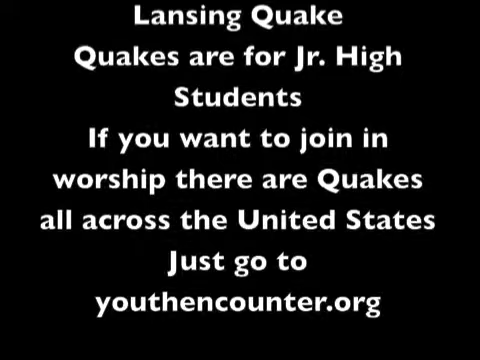 Lansing Quake
Quakes are for Jr. High
Students
If you want to join in
worship there are Quakes
all across the United States
Just go to
youthencounter.org